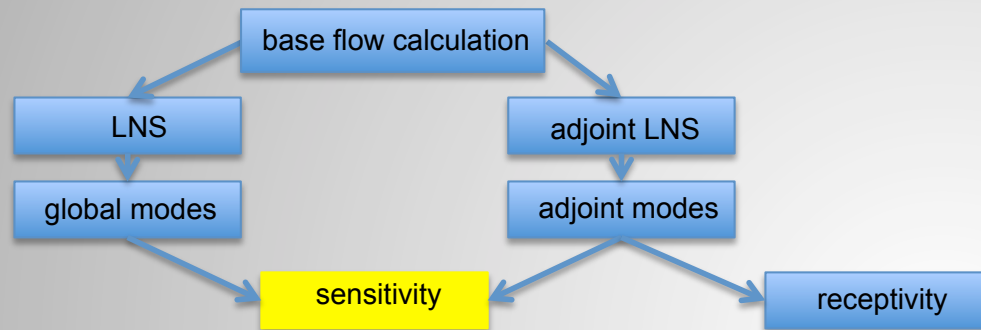 base flow calculation
LNS
adjoint LNS
global modes
adjoint modes
sensitivity
receptivity